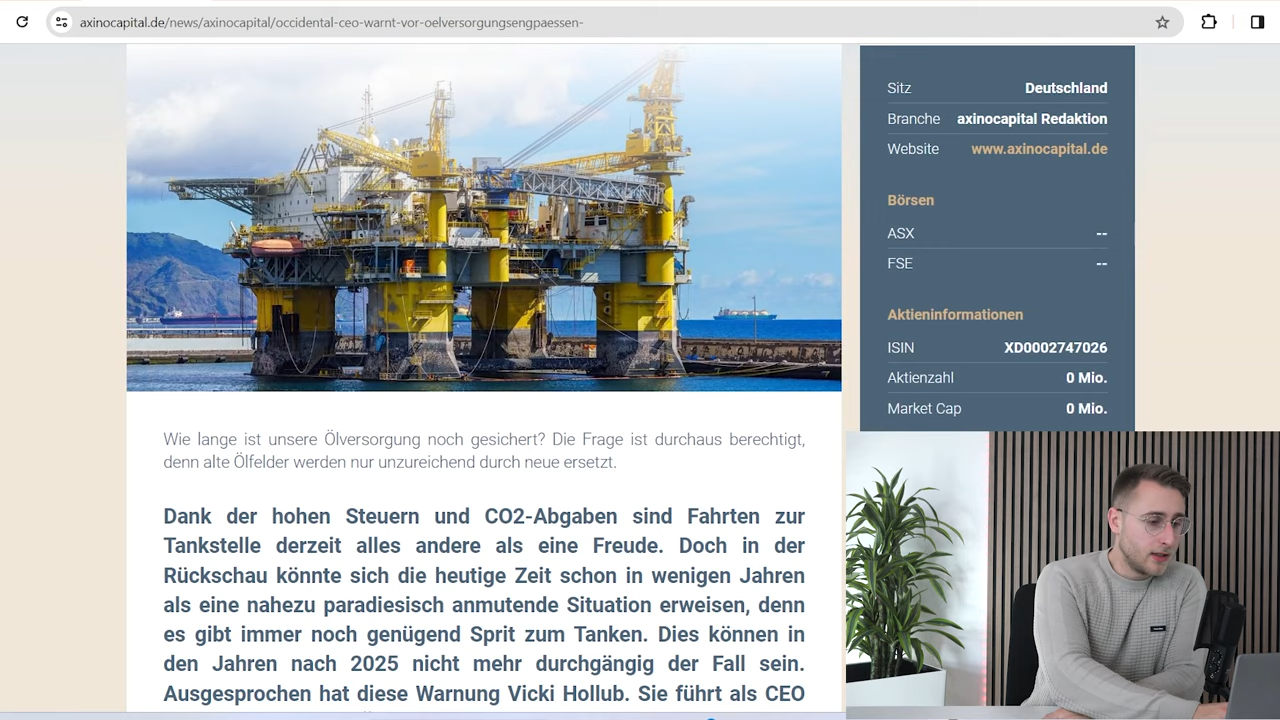 axinocapital.de/news/axinocapital/occidental-ceo-warnt-vor-oelversorgungsengpaessen-
Sitz Deutschland
Branche axinocapital Redaktion
Website www.axinocapital.de
Börsen
ASX --
FSE --
Aktieninformationen
ISIN XD0002747026
Aktienzahl 0 Mio.
Market Cap 0 Mio.
Wie lange ist unsere Ölversorgung noch gesichert? Die Frage ist durchaus berechtigt,
denn alte Ölfelder werden nur unzureichend durch neue ersetzt.
Dank der hohen Steuern und CO2-Abgaben sind Fahrten zur
Tankstelle derzeit alles andere als eine Freude. Doch in der
Rückschau könnte sich die heutige Zeit schon in wenigen Jahren
als eine nahezu paradiesisch anmutende Situation erweisen, denn
es gibt immer noch genügend Sprit zum Tanken. Dies können in
den Jahren nach 2025 nicht mehr durchgängig der Fall sein.
Ausgesprochen hat diese Warnung Vicki Hollub. Sie führt als CEO